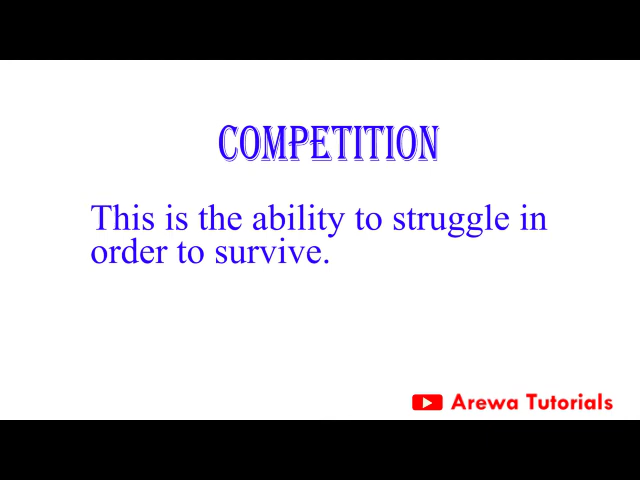 COMPETITION
This is the ability to struggle in
order to survive.
Arewa Tutorials